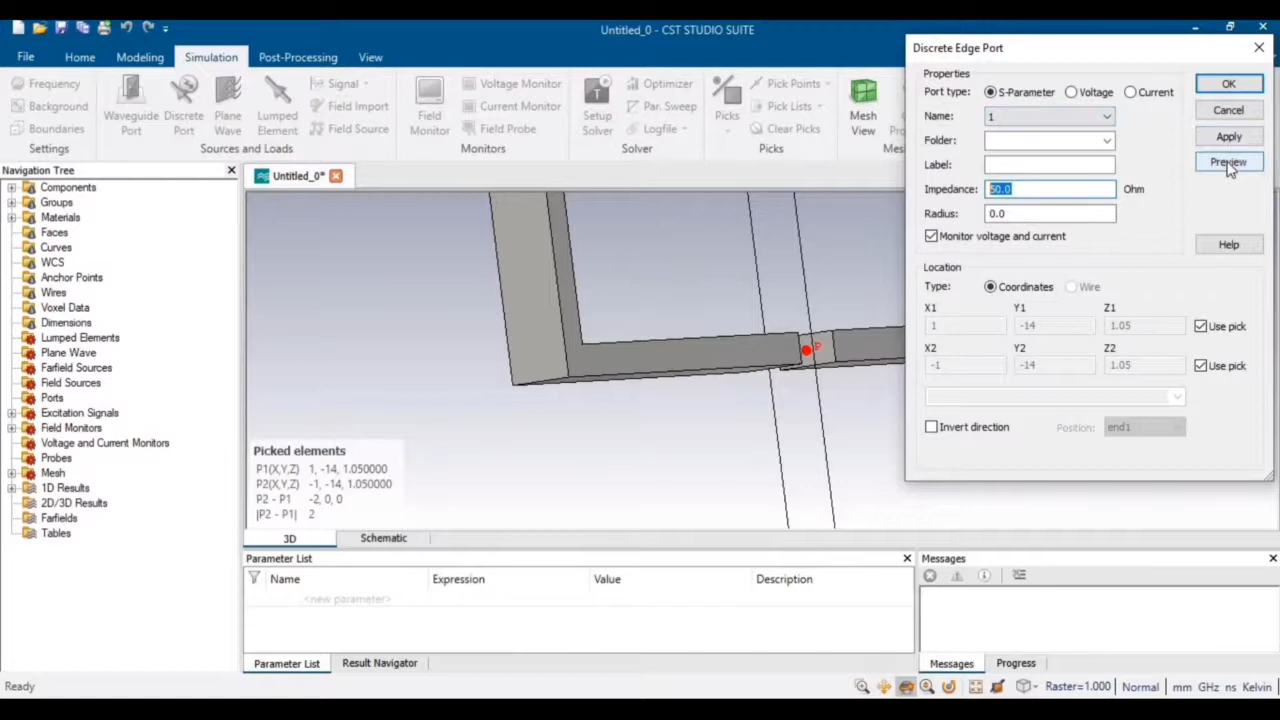 Untitled_0 - CST STUDIO SUITE
File Home Modeling Simulation Post-Processing View
Frequency
Background
Boundaries
Settings
Waveguide Port
Discrete Port
Plane Wave
Lumped Element
Signal
Field Import
Field Source
Sources and Loads
Field Monitor
Voltage Monitor
Current Monitor
Field Probe
Monitors
Setup Solver
Optimizer
Par. Sweep
Logfile
Solver
Picks
Pick Points
Pick Lists
Clear Picks
Picks
Mesh View
Mesh
Navigation Tree
Components
Groups
Materials
Faces
Curves
WCS
Anchor Points
Wires
Voxel Data
Dimensions
Lumped Elements
Plane Wave
Farfield Sources
Field Sources
Ports
Excitation Signals
Field Monitors
Voltage and Current Monitors
Probes
Mesh
1D Results
2D/3D Results
Farfields
Tables
Untitled_0*
P
Picked elements
P1(X,Y,Z) 1, -14, 1.050000
P2(X,Y,Z) -1, -14, 1.050000
P2 - P1 -2, 0, 0
|P2 - P1| 2
3D Schematic
Discrete Edge Port
Properties
Port type: S-Parameter Voltage Current
Name: 1
Folder:
Label:
Impedance: 50.0 Ohm
Radius: 0.0
Monitor voltage and current
OK
Cancel
Apply
Preview
Help
Location
Type: Coordinates Wire
X1 Y1 Z1
1 -14 1.05 Use pick
X2 Y2 Z2
-1 -14 1.05 Use pick
Invert direction Position: end1
Parameter List
Name Expression Value Description
<new parameter>
Parameter List Result Navigator
Messages
Messages Progress
Ready
Raster=1.000 Normal mm GHz ns Kelvin